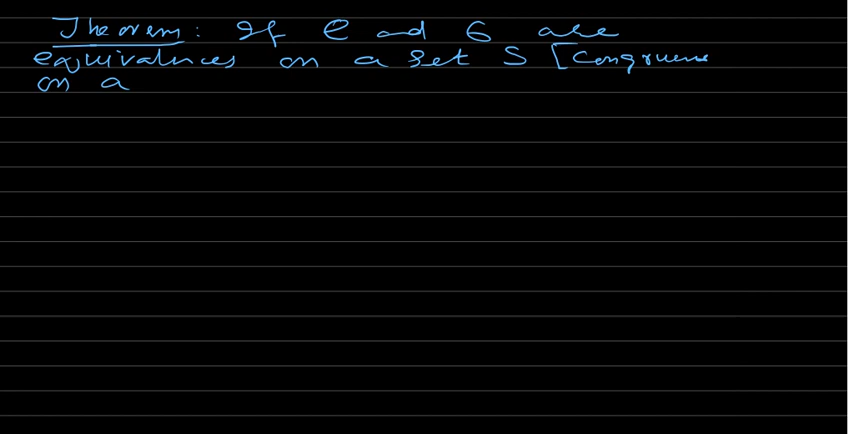 Theorem: If ρ and σ are
equivalences on a set S [congruence
on a